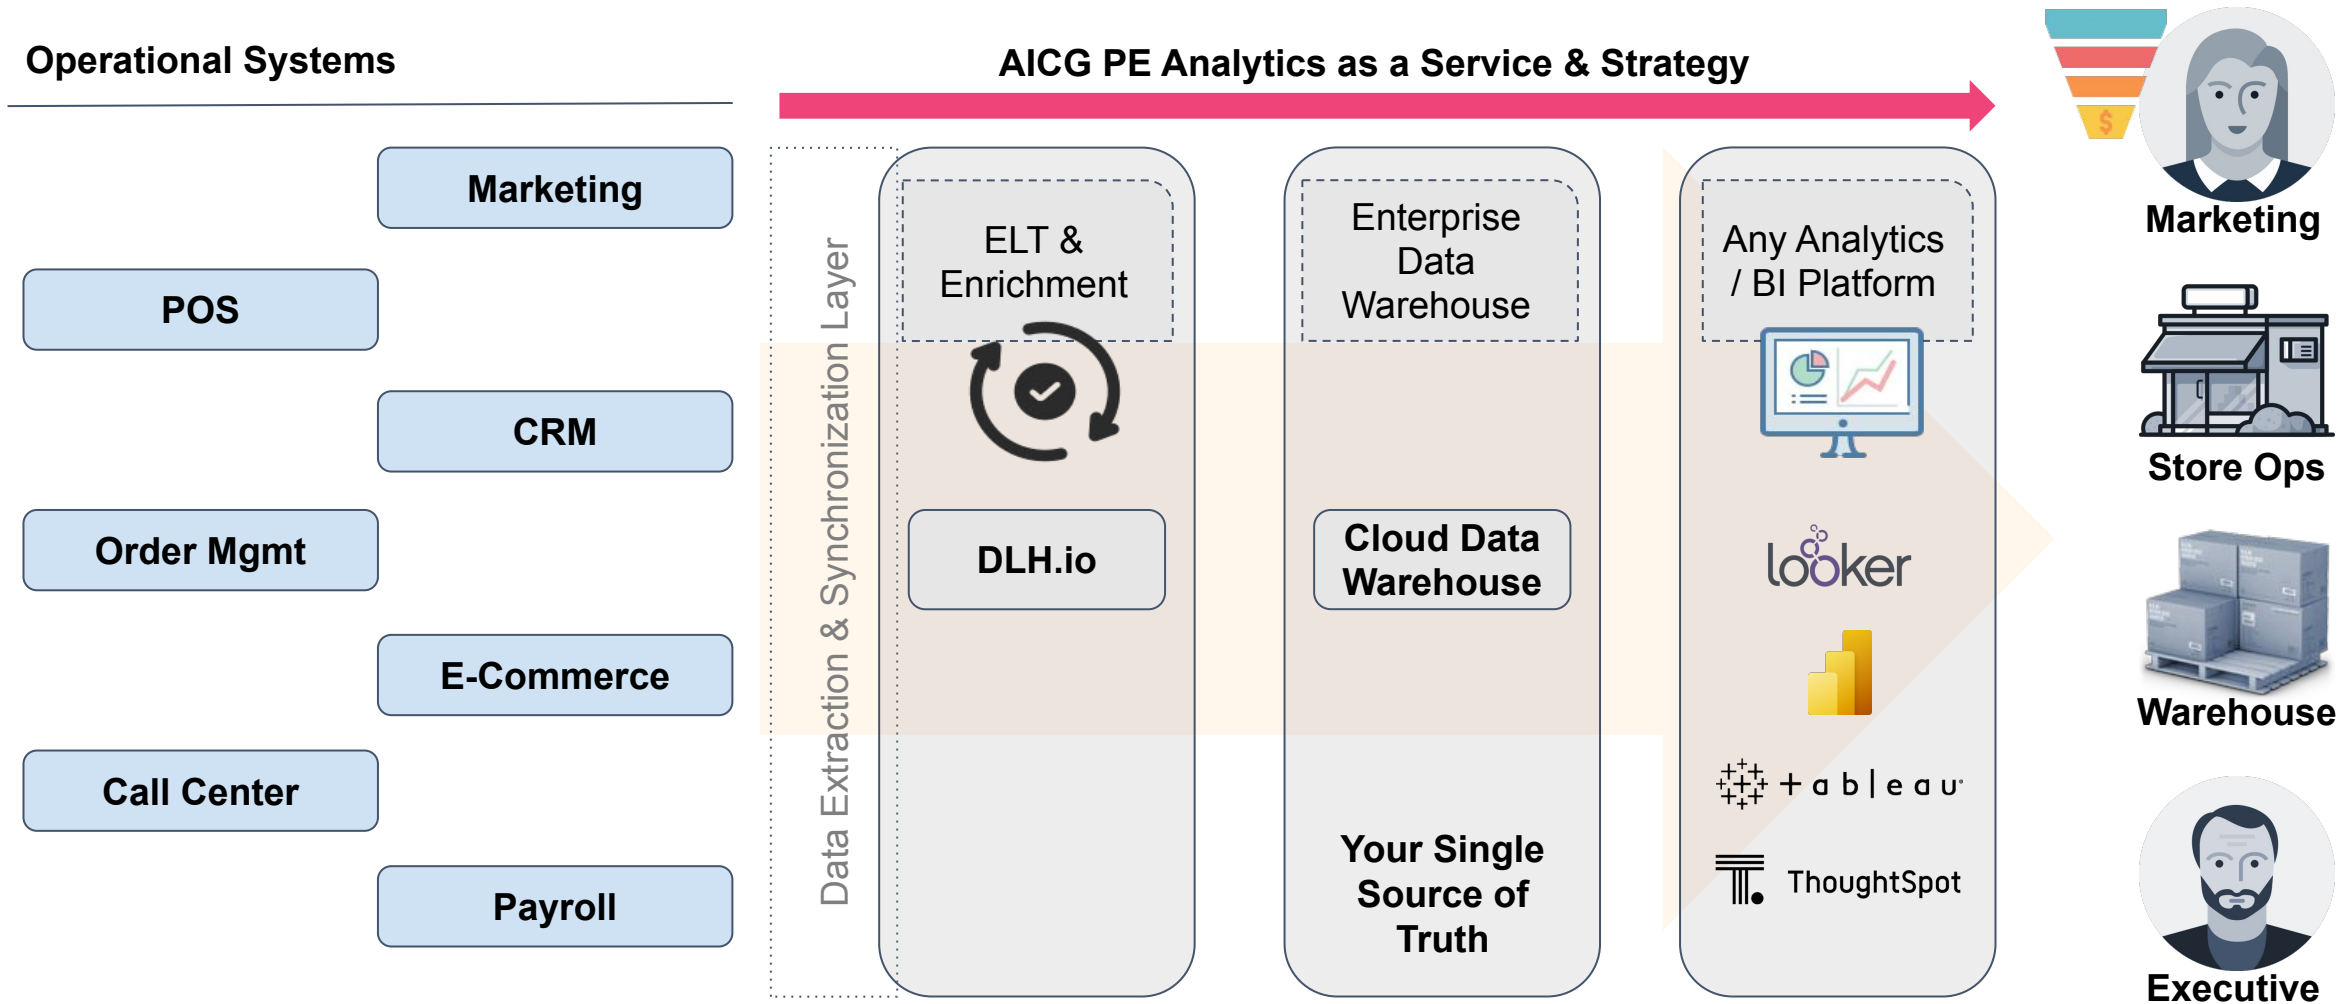 Operational Systems
Marketing
POS
CRM
Order Mgmt
E-Commerce
Call Center
Payroll
AICG PE Analytics as a Service & Strategy
Data Extraction & Synchronization Layer
ELT &
Enrichment
DLH.io
Enterprise
Data
Warehouse
Cloud Data
Warehouse
Your Single
Source of
Truth
Any Analytics
/ BI Platform
looker
+ableau
ThoughtSpot
$
Marketing
Store Ops
Warehouse
Executive